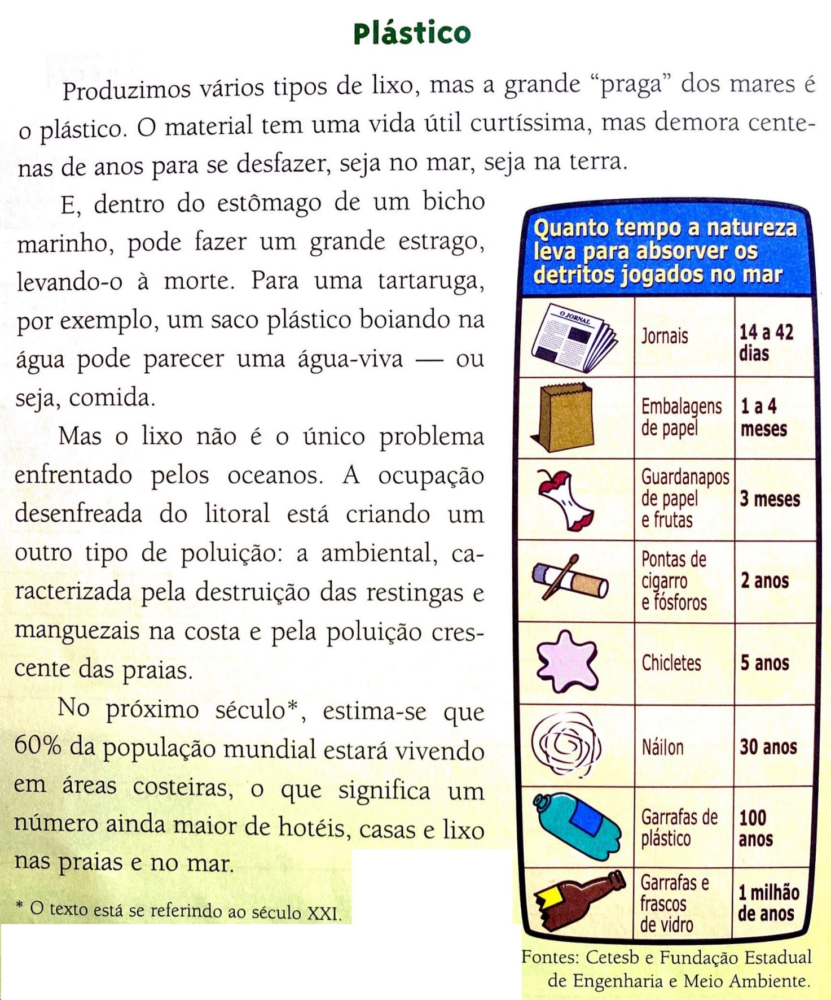 Plástico
Produzimos vários tipos de lixo, mas a grande “praga” dos mares é
o plástico. O material tem uma vida útil curtíssima, mas demora cente-
nas de anos para se desfazer, seja no mar, seja na terra.
E, dentro do estômago de um bicho
marinho, pode fazer um grande estrago,
levando-o à morte. Para uma tartaruga,
por exemplo, um saco plástico boiando na
água pode parecer uma água-viva — ou
seja, comida.
Mas o lixo não é o único problema
enfrentado pelos oceanos. A ocupação
desenfreada do litoral está criando um
outro tipo de poluição: a ambiental, ca-
racterizada pela destruição das restingas e
manguezais na costa e pela poluição cres-
cente das praias.
No próximo século*, estima-se que
60% da população mundial estará vivendo
em áreas costeiras, o que significa um
número ainda maior de hotéis, casas e lixo
nas praias e no mar.
* O texto está se referindo ao século XXI.
Quanto tempo a natureza
leva para absorver os
detritos jogados no mar
O JORNAL
Jornais
14 a 42
dias
Embalagens
de papel
1 a 4
meses
Guardanapos
de papel
e frutas
3 meses
Pontas de
cigarro
e fósforos
2 anos
Chicletes
5 anos
Náilon
30 anos
Garrafas de
plástico
100
anos
Garrafas e
frascos
de vidro
1 milhão
de anos
Fontes: Cetesb e Fundação Estadual
de Engenharia e Meio Ambiente.